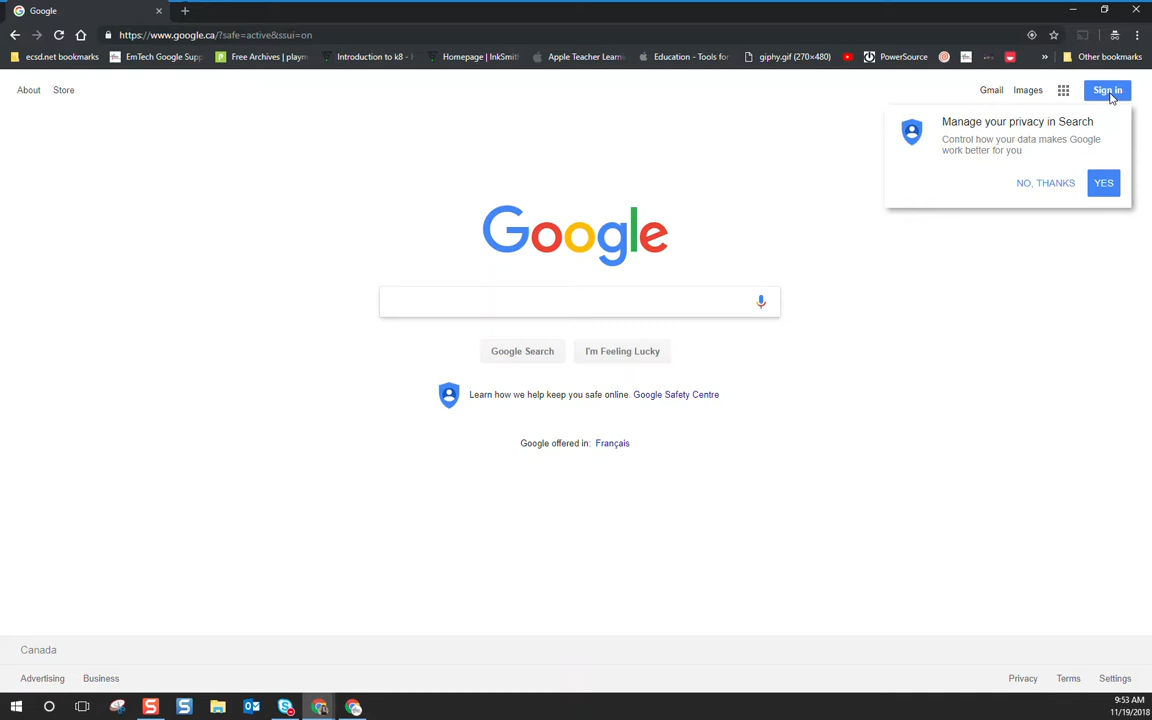 Google
https://www.google.ca/?safe=active&ssui=on
ecsd.net bookmarks
EmTech Google Supp
Free Archives | playm
Introduction to k8 -
Homepage | InkSmith
Apple Teacher Learn
Education - Tools for
giphy.gif (270×480)
PowerSource
»
Other bookmarks
About Store
Gmail Images Sign in
Manage your privacy in Search
Control how your data makes Google
work better for you
NO, THANKS YES
Google
Google Search I'm Feeling Lucky
Learn how we help keep you safe online. Google Safety Centre
Google offered in: Français
Canada
Advertising Business
Privacy Terms Settings
9:53 AM
11/19/2018